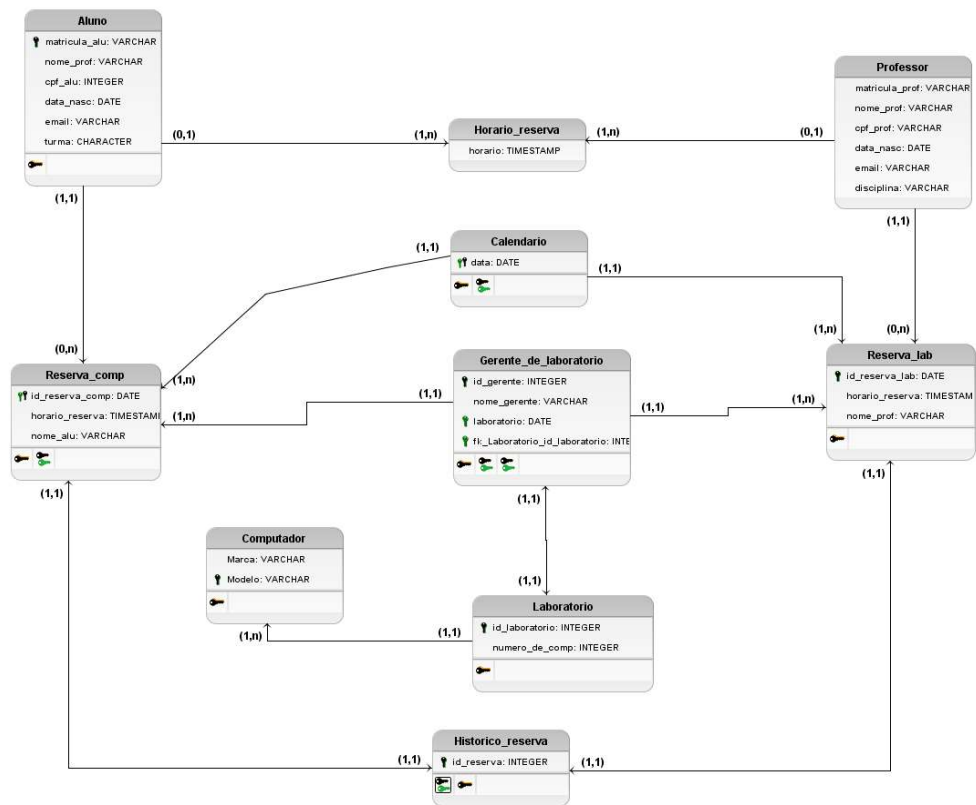 Aluno
matricula_alu: VARCHAR
nome_prof: VARCHAR
cpf_alu: INTEGER
data_nasc: DATE
email: VARCHAR
turma: CHARACTER
(0,1)
(1,n)
Horario_reserva
horario: TIMESTAMP
(1,n)
(0,1)
Professor
matricula_prof: VARCHAR
nome_prof: VARCHAR
cpf_prof: VARCHAR
data_nasc: DATE
email: VARCHAR
disciplina: VARCHAR
(1,1)
(1,1)
(1,1)
Calendario
data: DATE
(1,1)
(0,n)
(1,n)
(1,n)
(0,n)
Reserva_comp
id_reserva_comp: DATE
horario_reserva: TIMESTAM
nome_alu: VARCHAR
(1,n)
(1,1)
Gerente_de_laboratorio
id_gerente: INTEGER
nome_gerente: VARCHAR
laboratorio: DATE
fk_Laboratorio_id_laboratorio: INTE
(1,1)
(1,n)
Reserva_lab
id_reserva_lab: DATE
horario_reserva: TIMESTAM
nome_prof: VARCHAR
(1,1)
(1,1)
(1,1)
Computador
Marca: VARCHAR
Modelo: VARCHAR
(1,n)
(1,1)
(1,1)
Laboratorio
id_laboratorio: INTEGER
numero_de_comp: INTEGER
(1,1)
Historico_reserva
id_reserva: INTEGER
(1,1)